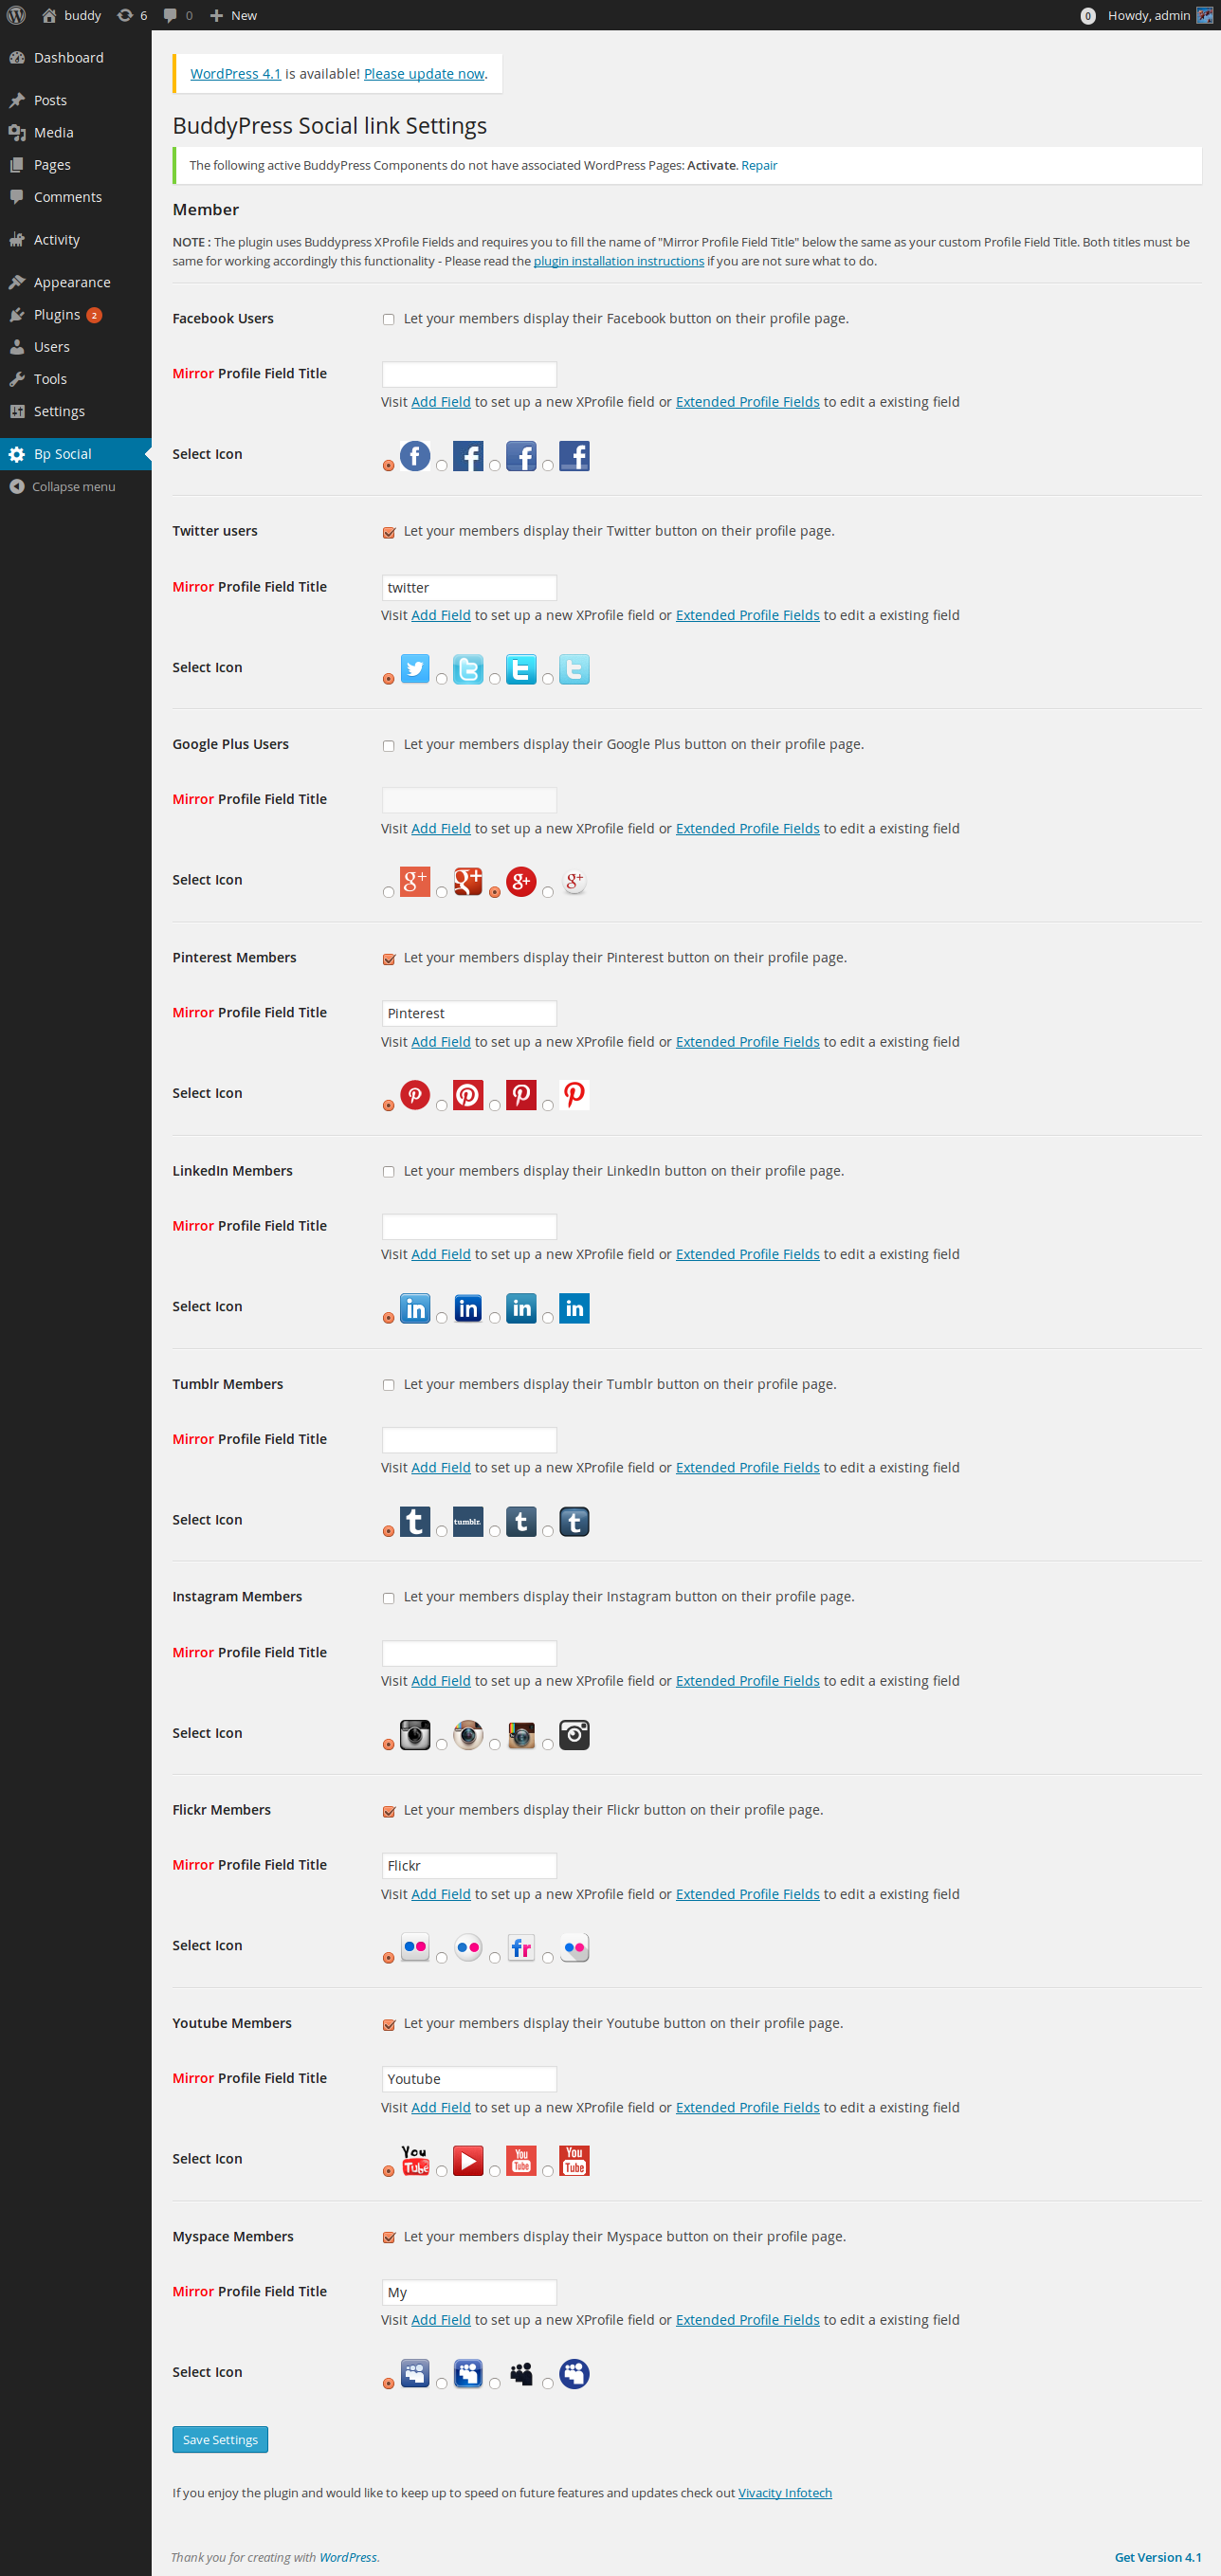 buddy 6 0 + New 0 Howdy, admin
Dashboard
Posts
Media
Pages
Comments
Activity
Appearance
Plugins 2
Users
Tools
Settings
Bp Social
Collapse menu
WordPress 4.1 is available! Please update now.
BuddyPress Social link Settings
The following active BuddyPress Components do not have associated WordPress Pages: Activate. Repair
Member
NOTE : The plugin uses Buddypress XProfile Fields and requires you to fill the name of "Mirror Profile Field Title" below the same as your custom Profile Field Title. Both titles must be
same for working accordingly this functionality - Please read the plugin installation instructions if you are not sure what to do.
Facebook Users Let your members display their Facebook button on their profile page.
Mirror Profile Field Title
Visit Add Field to set up a new XProfile field or Extended Profile Fields to edit a existing field
Select Icon
Twitter users Let your members display their Twitter button on their profile page.
Mirror Profile Field Title twitter
Visit Add Field to set up a new XProfile field or Extended Profile Fields to edit a existing field
Select Icon
Google Plus Users Let your members display their Google Plus button on their profile page.
Mirror Profile Field Title
Visit Add Field to set up a new XProfile field or Extended Profile Fields to edit a existing field
Select Icon g+ g+ g+ g+
Pinterest Members Let your members display their Pinterest button on their profile page.
Mirror Profile Field Title Pinterest
Visit Add Field to set up a new XProfile field or Extended Profile Fields to edit a existing field
Select Icon
LinkedIn Members Let your members display their LinkedIn button on their profile page.
Mirror Profile Field Title
Visit Add Field to set up a new XProfile field or Extended Profile Fields to edit a existing field
Select Icon in in in in
Tumblr Members Let your members display their Tumblr button on their profile page.
Mirror Profile Field Title
Visit Add Field to set up a new XProfile field or Extended Profile Fields to edit a existing field
Select Icon t tumblr. t t
Instagram Members Let your members display their Instagram button on their profile page.
Mirror Profile Field Title
Visit Add Field to set up a new XProfile field or Extended Profile Fields to edit a existing field
Select Icon
Flickr Members Let your members display their Flickr button on their profile page.
Mirror Profile Field Title Flickr
Visit Add Field to set up a new XProfile field or Extended Profile Fields to edit a existing field
Select Icon fr
Youtube Members Let your members display their Youtube button on their profile page.
Mirror Profile Field Title Youtube
Visit Add Field to set up a new XProfile field or Extended Profile Fields to edit a existing field
Select Icon You Tube You Tube You Tube
Myspace Members Let your members display their Myspace button on their profile page.
Mirror Profile Field Title My
Visit Add Field to set up a new XProfile field or Extended Profile Fields to edit a existing field
Select Icon
Save Settings
If you enjoy the plugin and would like to keep up to speed on future features and updates check out Vivacity Infotech
Thank you for creating with WordPress. Get Version 4.1